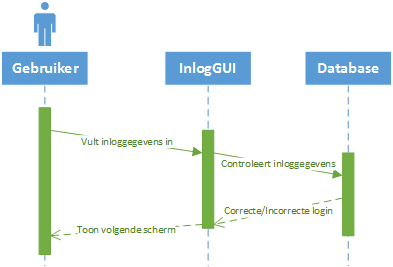 Gebruiker
InlogGUI
Database
Vult inloggegevens in
Controleert inloggegevens
Correcte/Incorrecte login
Toon volgende scherm